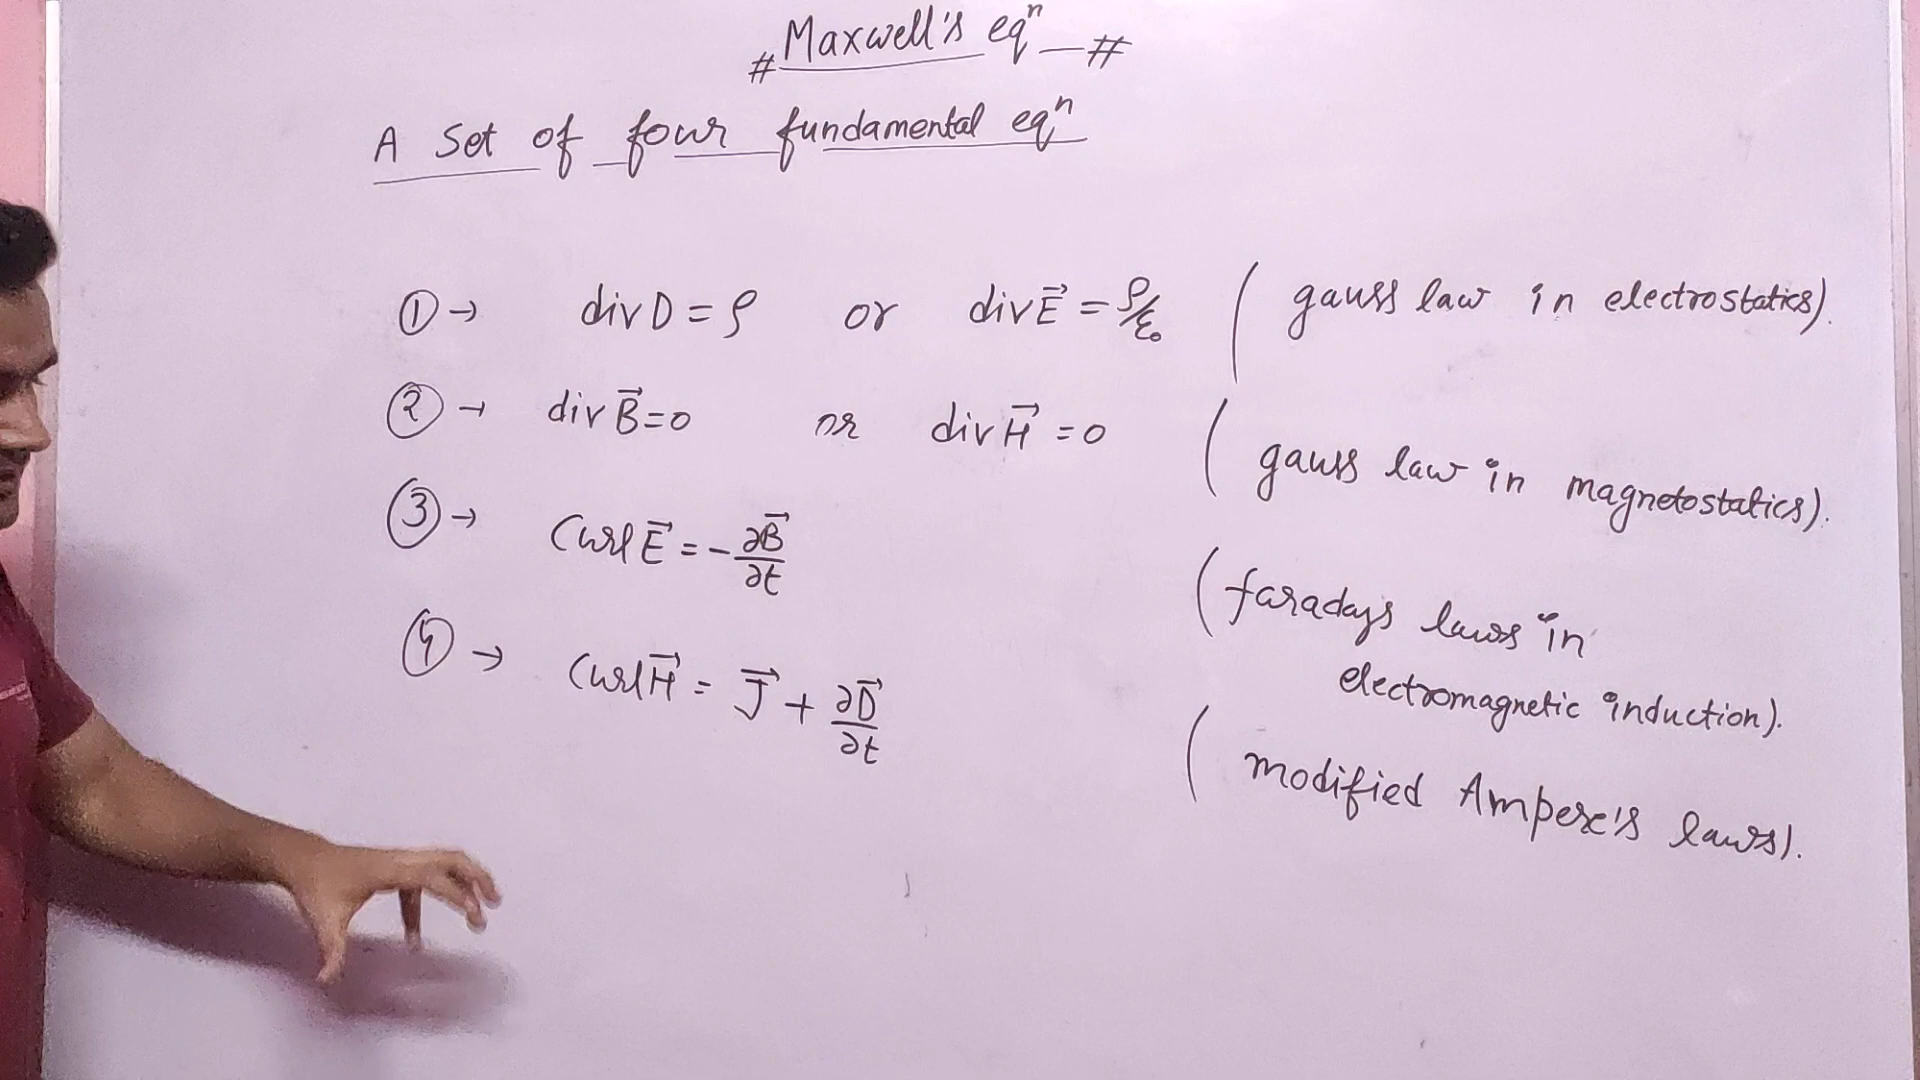 # Maxwell's eqⁿ #
A Set of four fundamental eqⁿ
① → div D = ρ or div E⃗ = ρ/ε₀ (gauss law in electrostatics).
② → div B⃗ = 0 or div H⃗ = 0 (gauss law in magnetostatics).
③ → Curl E⃗ = -∂B⃗/∂t (faradays laws in
electromagnetic induction).
④ → Curl H⃗ = J⃗ + ∂D⃗/∂t (modified Ampere's laws).